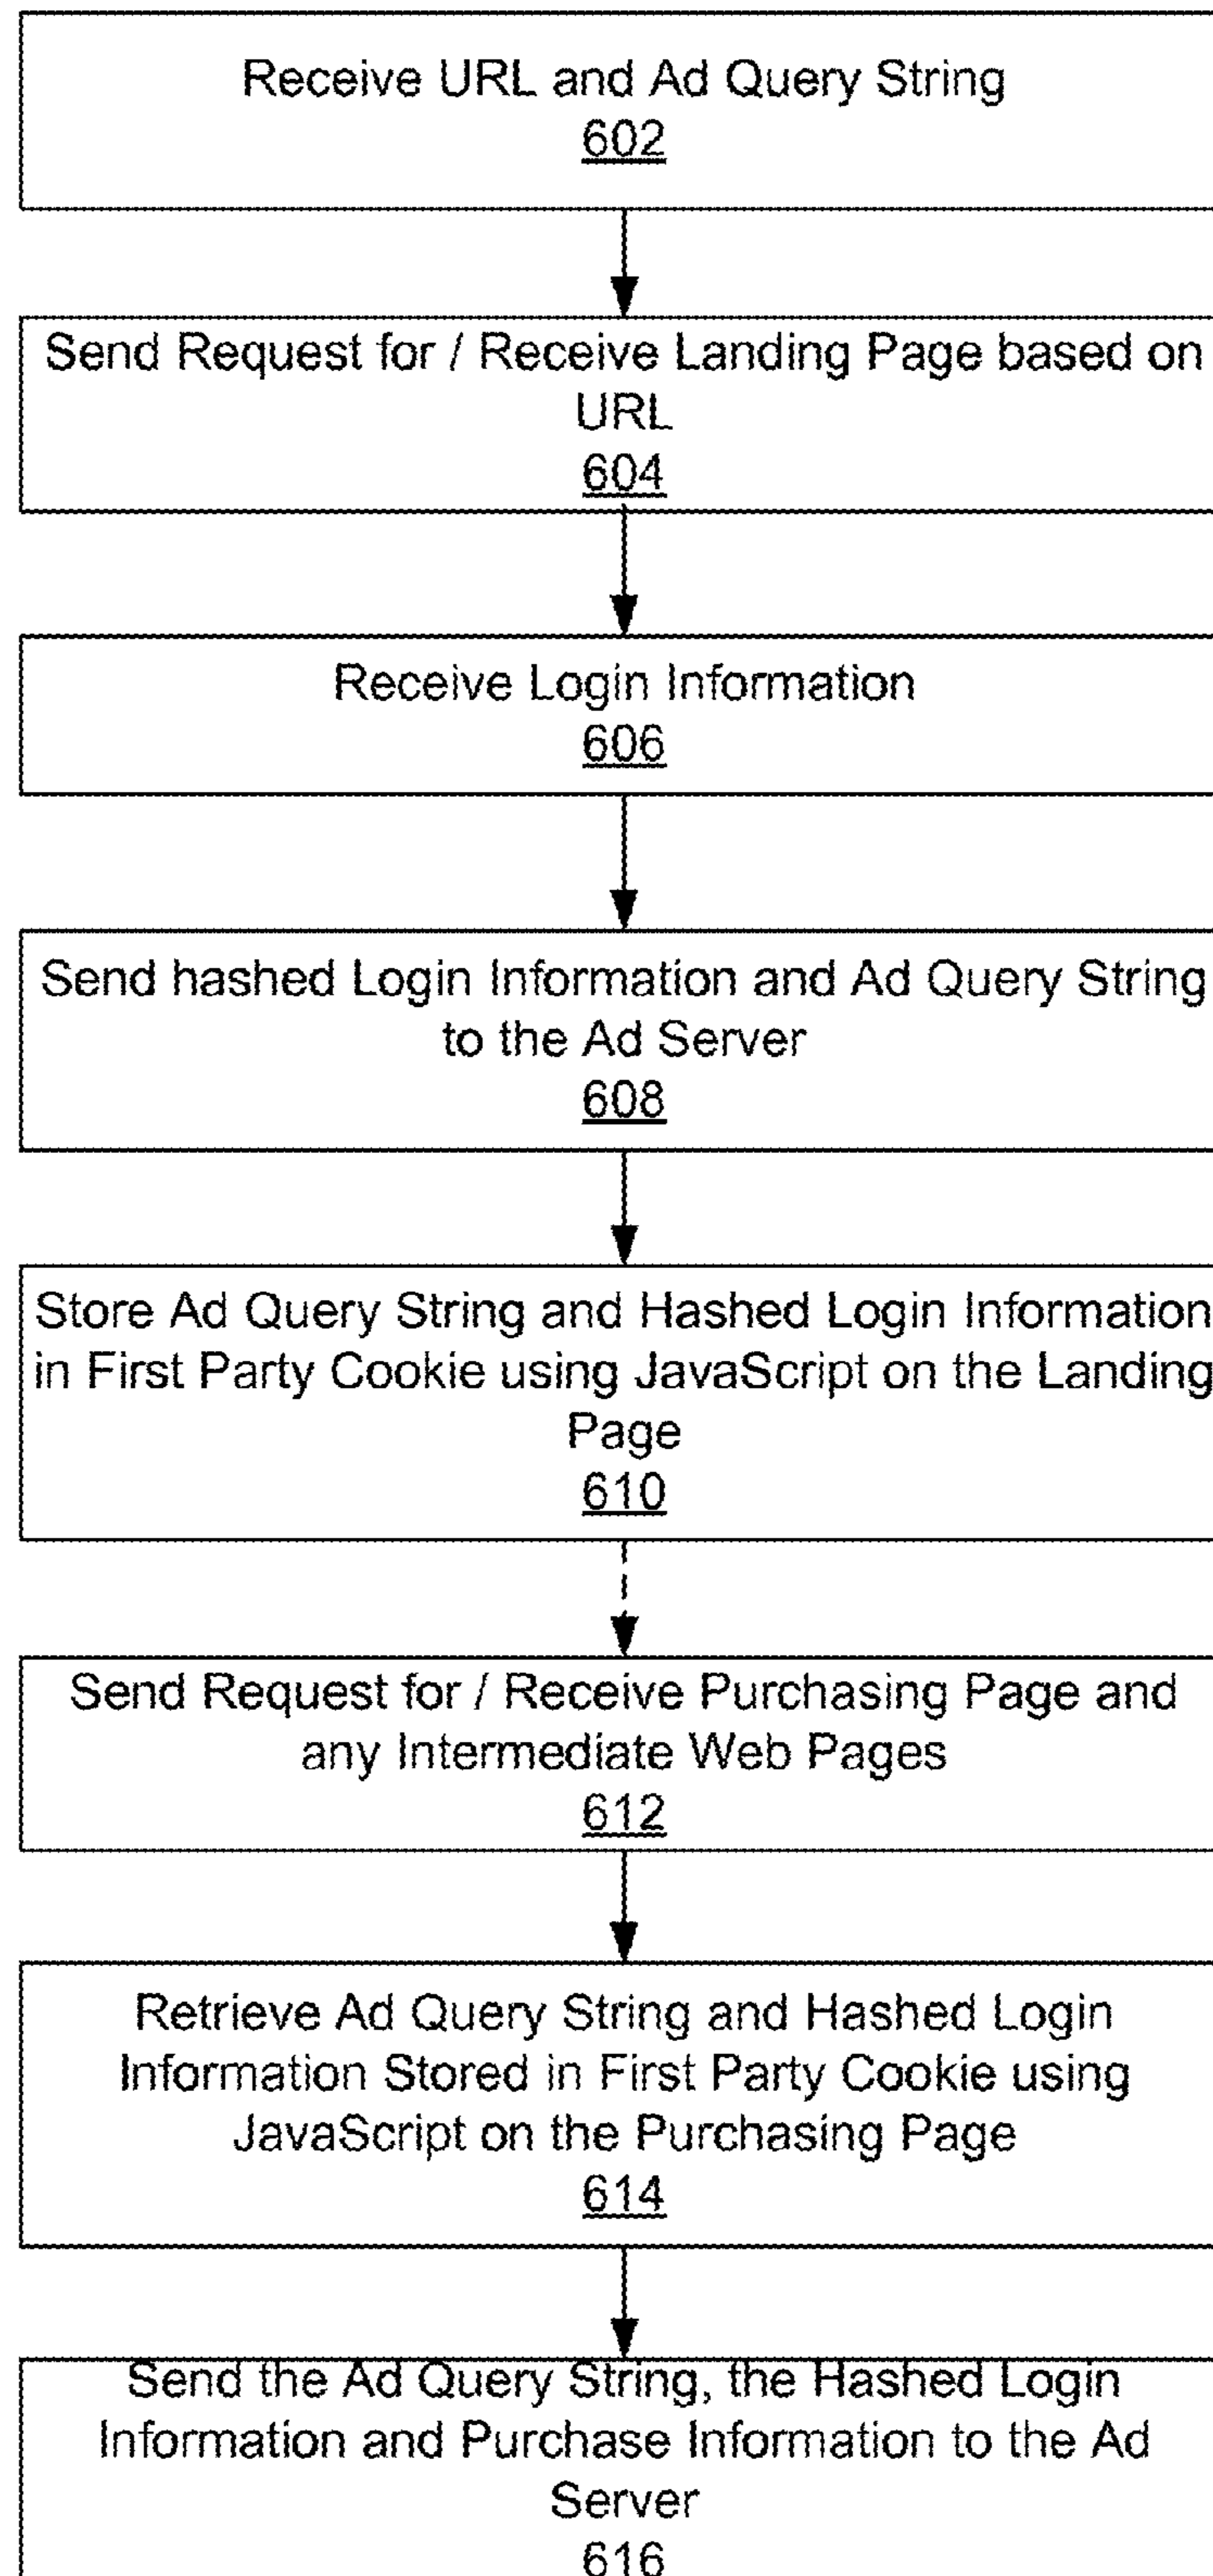 Receive URL and Ad Query String
602
Send Request for / Receive Landing Page based on
URL
604
Receive Login Information
606
Send hashed Login Information and Ad Query String
to the Ad Server
608
Store Ad Query String and Hashed Login Information
in First Party Cookie using JavaScript on the Landing
Page
610
Send Request for / Receive Purchasing Page and
any Intermediate Web Pages
612
Retrieve Ad Query String and Hashed Login
Information Stored in First Party Cookie using
JavaScript on the Purchasing Page
614
Send the Ad Query String, the Hashed Login
Information and Purchase Information to the Ad
Server
616